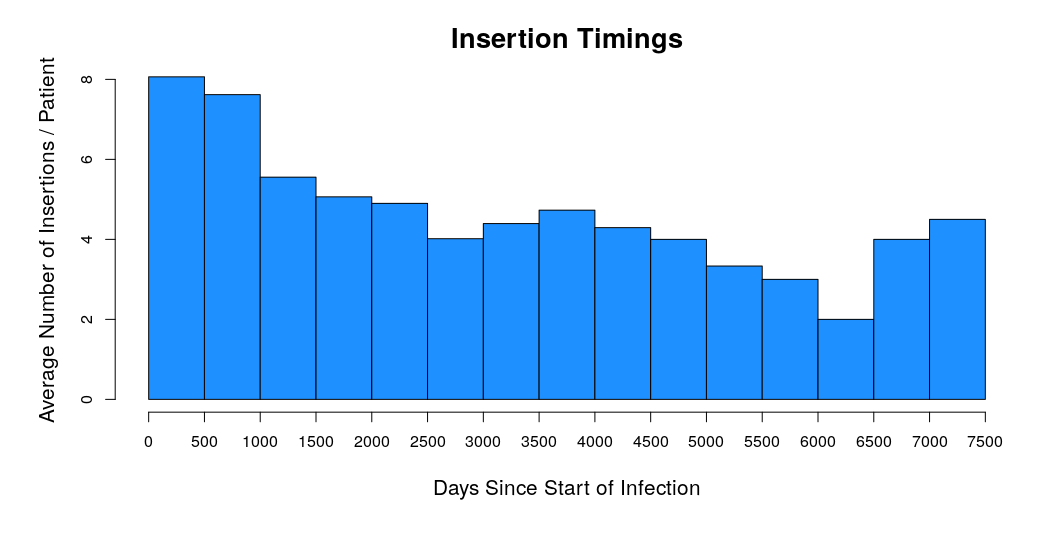 Insertion Timings
Average Number of Insertions / Patient
8
6
4
2
0
0 500 1000 1500 2000 2500 3000 3500 4000 4500 5000 5500 6000 6500 7000 7500
Days Since Start of Infection